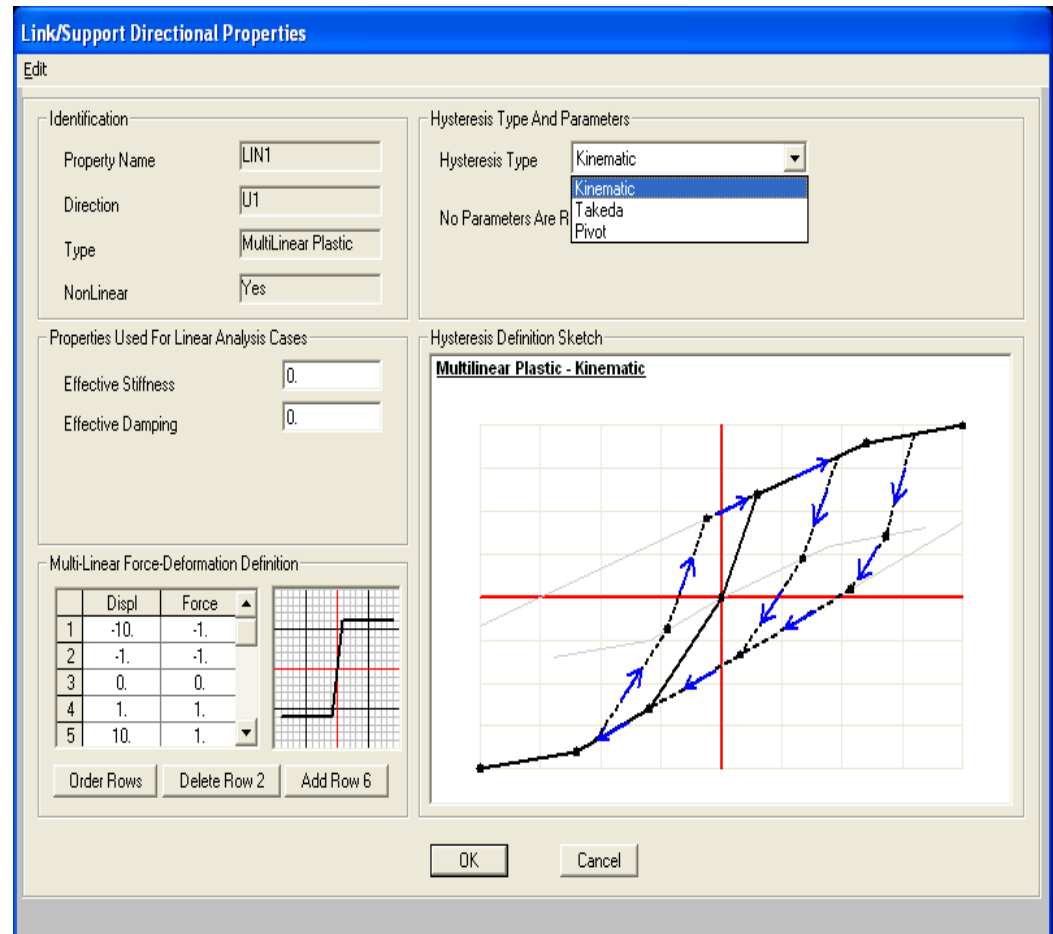 Link/Support Directional Properties
Edit
Identification
Property Name LIN1
Direction U1
Type MultiLinear Plastic
NonLinear Yes
Hysteresis Type And Parameters
Hysteresis Type Kinematic
Kinematic
Takeda
Pivot
No Parameters Are R
Properties Used For Linear Analysis Cases
Effective Stiffness 0.
Effective Damping 0.
Hysteresis Definition Sketch
Multilinear Plastic - Kinematic
Multi-Linear Force-Deformation Definition
Displ Force
1 -10. -1.
2 -1. -1.
3 0. 0.
4 1. 1.
5 10. 1.
Order Rows Delete Row 2 Add Row 6
OK Cancel